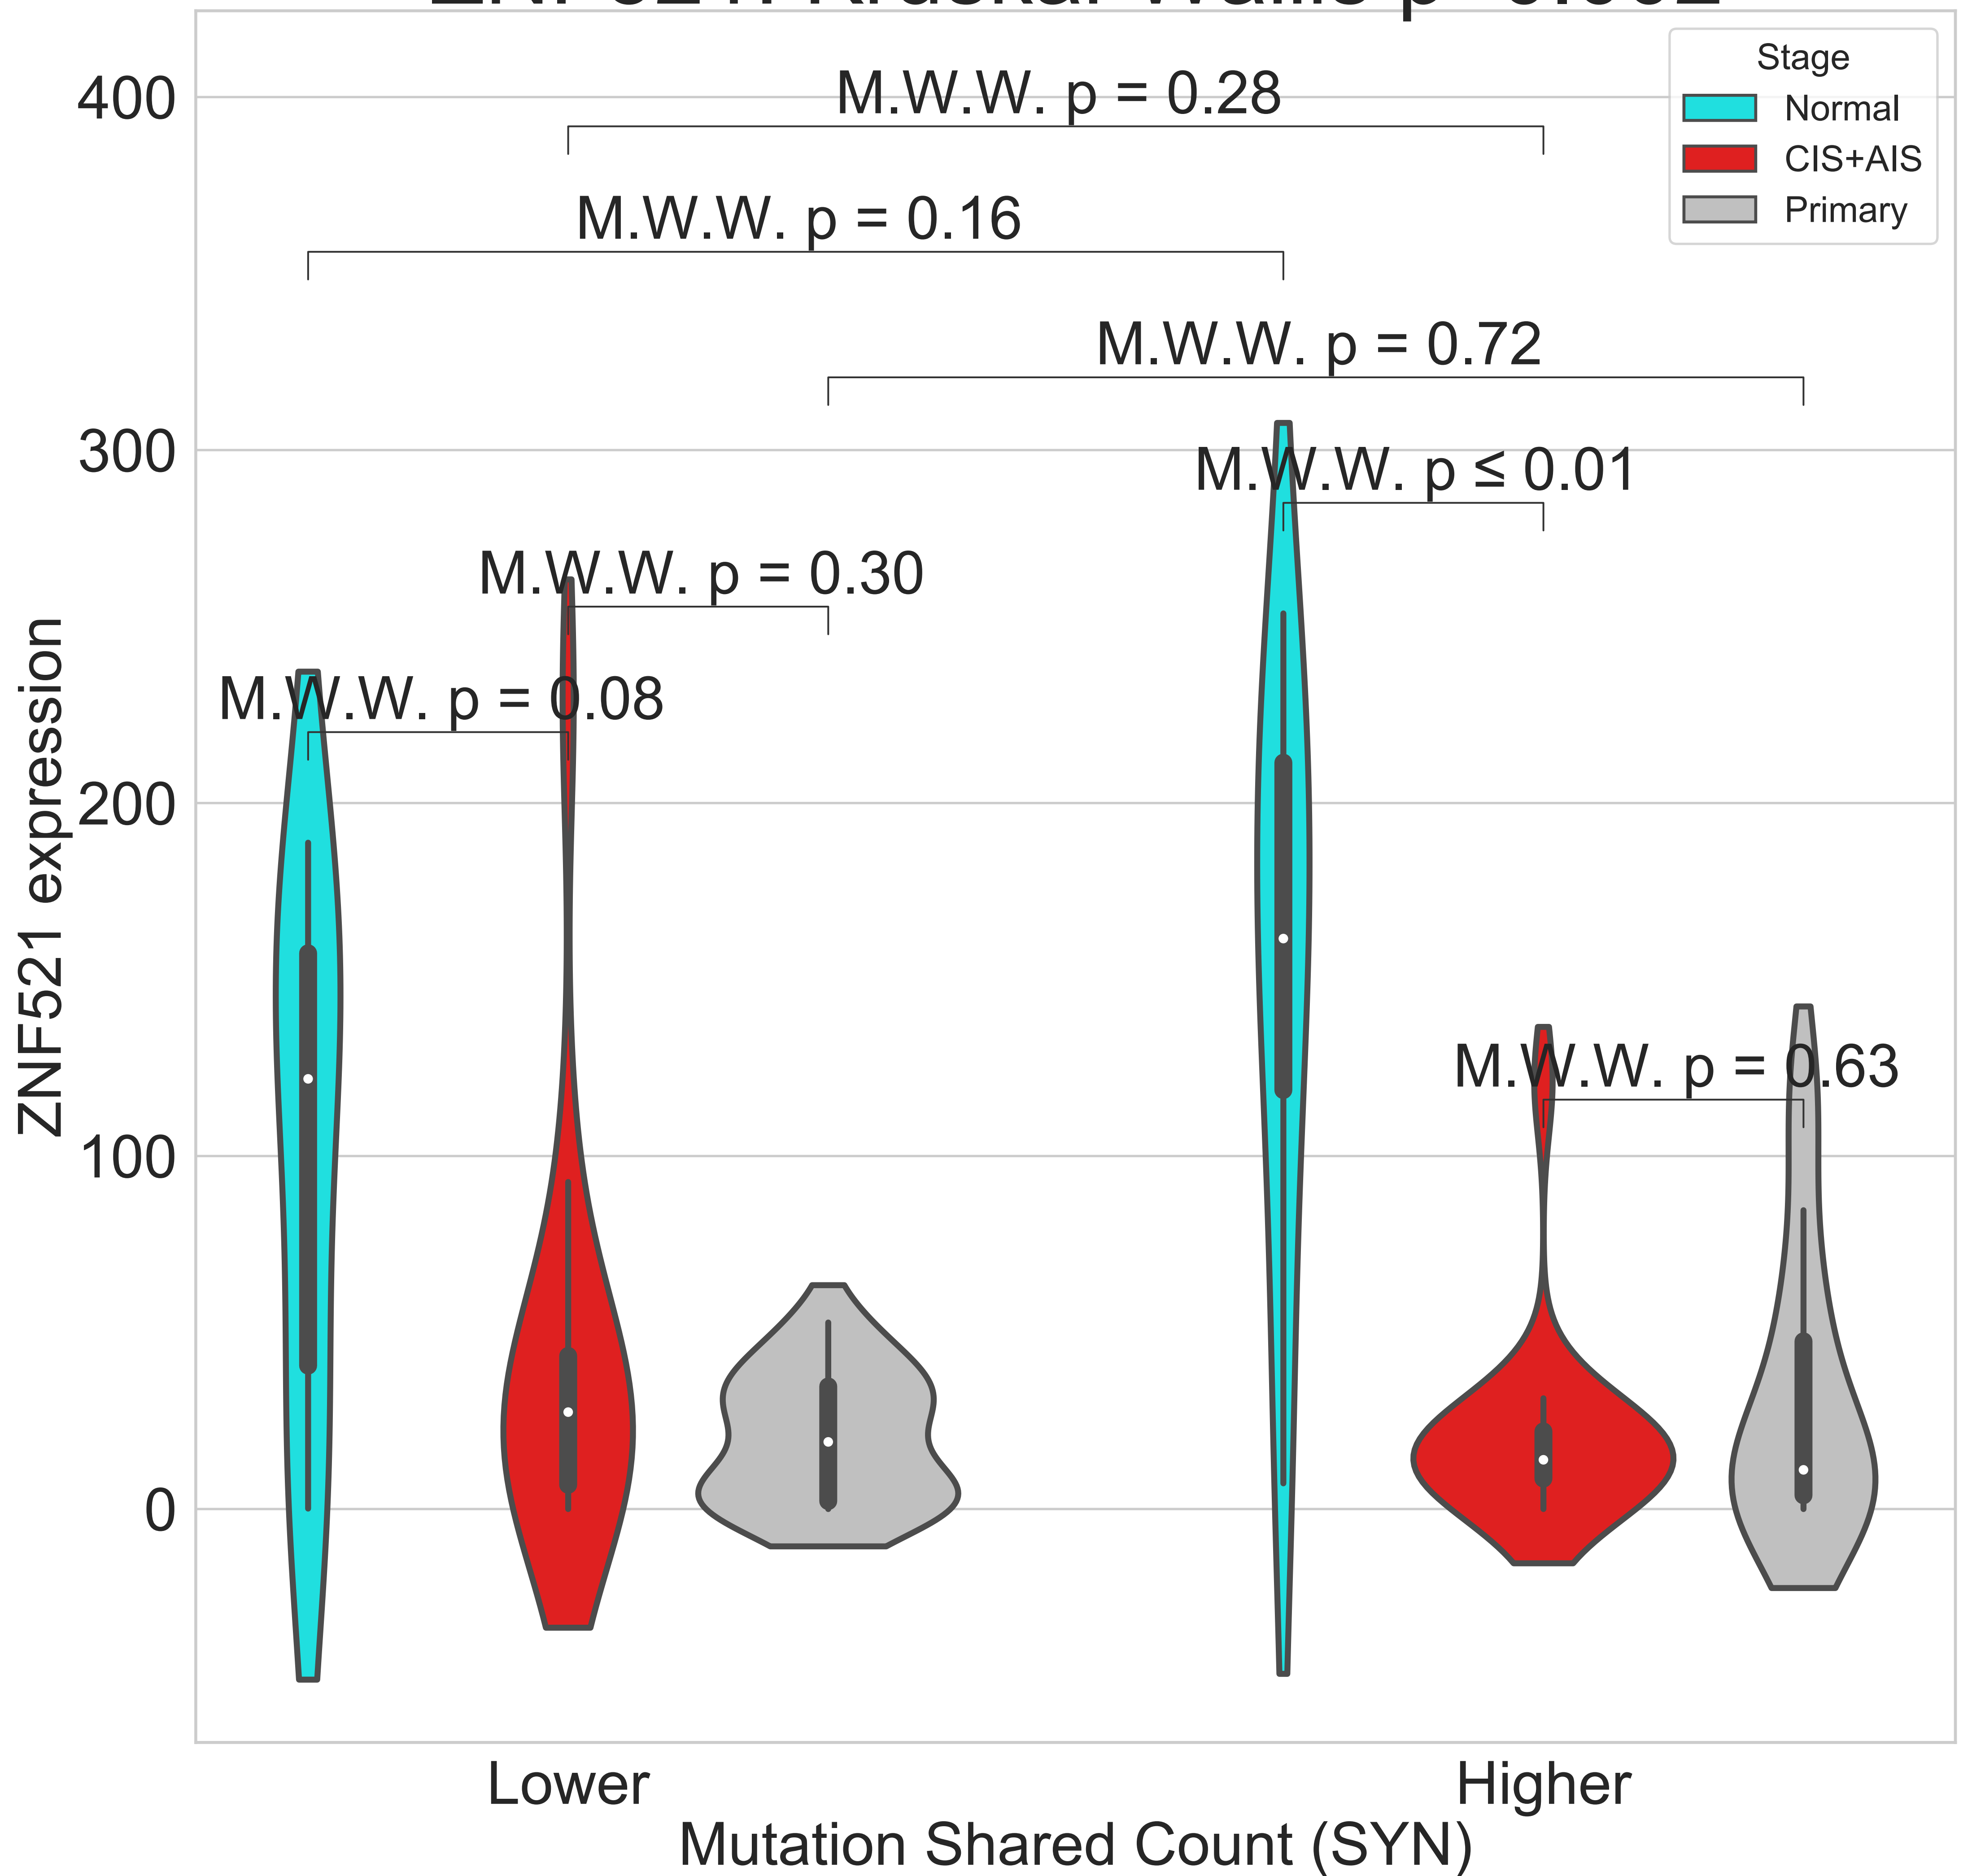 Stage
Normal
CIS+AIS
Primary
400
300
200
100
0
ZNF521 expression
M.W.W. p = 0.28
M.W.W. p = 0.16
M.W.W. p = 0.72
M.W.W. p ≤ 0.01
M.W.W. p = 0.30
M.W.W. p = 0.08
M.W.W. p = 0.63
Lower
Higher
Mutation Shared Count (SYN)